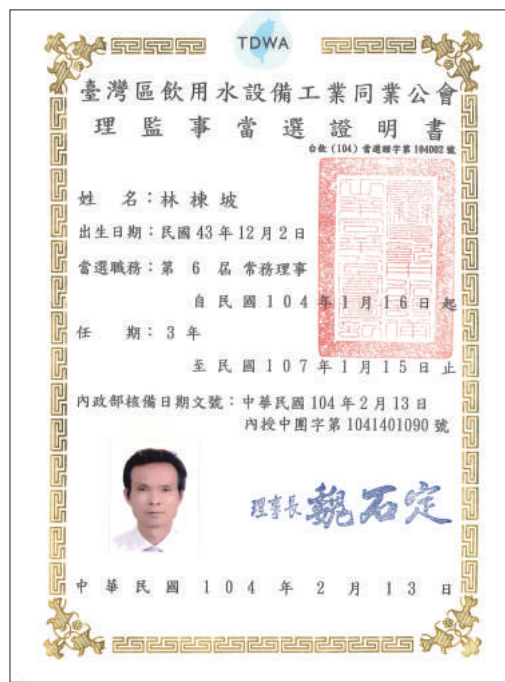 TDWA
臺灣區飲用水設備工業同業公會
理監事當選證明書
台飲(104)當選證字第104002號
姓 名：林棟坡
出生日期：民國43年12月2日
當選職務：第 6 屆 常務理事
自民國104年1月16日起
任 期：3年
至民國107年1月15日止
內政部核備日期文號：中華民國104年2月13日
內授中團字第1041401090號
理事長 魏石定
中華民國 104 年 2 月 13 日